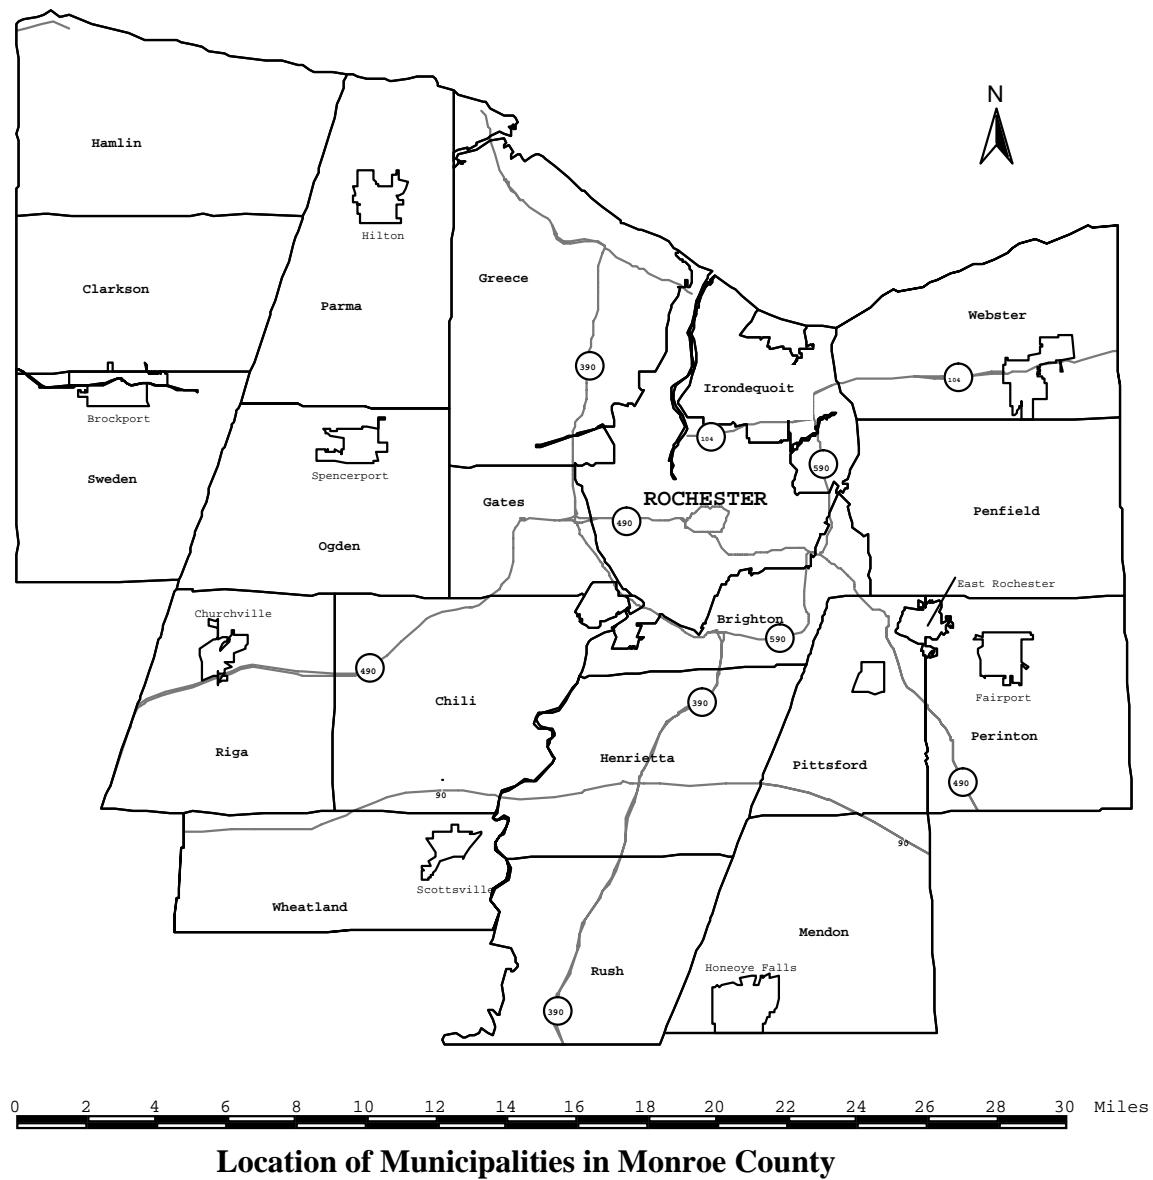 N
Hamlin
Hilton
Greece
Clarkson
Parma
Webster
390
104
Irondequoit
Brockport
104
590
Spencerport
Sweden
ROCHESTER
Gates
Penfield
490
Ogden
East Rochester
Churchville
Brighton
590
490
Chili
390
Fairport
Perinton
Riga
Henrietta
Pittsford
490
90
90
Scottsville
Wheatland
Mendon
Honeoye Falls
Rush
390
0 2 4 6 8 10 12 14 16 18 20 22 24 26 28 30 Miles
Location of Municipalities in Monroe County